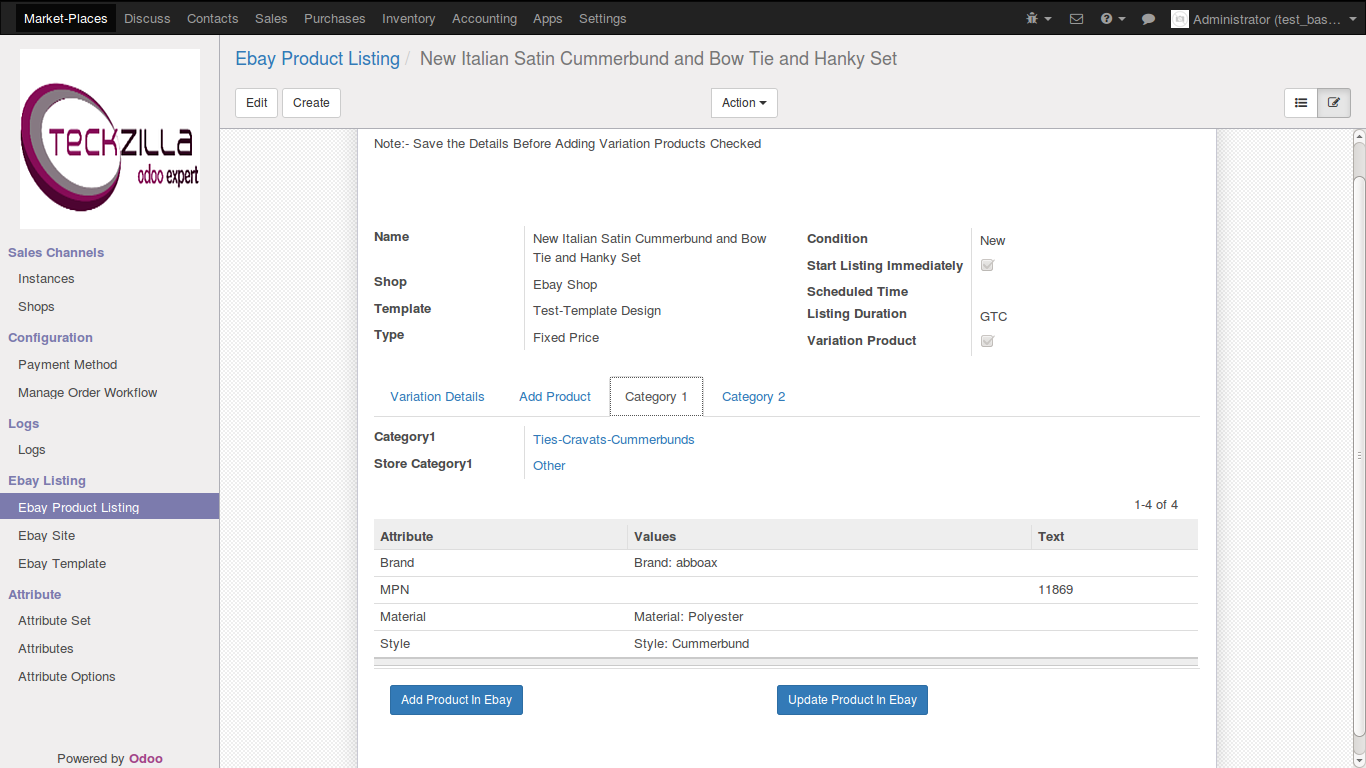 Market-Places Discuss Contacts Sales Purchases Inventory Accounting Apps Settings Administrator (test_bas...
TECKZILLA
odoo expert
Sales Channels
Instances
Shops
Configuration
Payment Method
Manage Order Workflow
Logs
Logs
Ebay Listing
Ebay Product Listing
Ebay Site
Ebay Template
Attribute
Attribute Set
Attributes
Attribute Options
Powered by Odoo
Ebay Product Listing / New Italian Satin Cummerbund and Bow Tie and Hanky Set
Edit Create Action
Note:- Save the Details Before Adding Variation Products Checked
Name New Italian Satin Cummerbund and Bow
Tie and Hanky Set
Shop Ebay Shop
Template Test-Template Design
Type Fixed Price
Condition New
Start Listing Immediately
Scheduled Time
Listing Duration GTC
Variation Product
Variation Details Add Product Category 1 Category 2
Category1 Ties-Cravats-Cummerbunds
Store Category1 Other
1-4 of 4
Attribute Values Text
Brand Brand: abboax
MPN 11869
Material Material: Polyester
Style Style: Cummerbund
Add Product In Ebay Update Product In Ebay